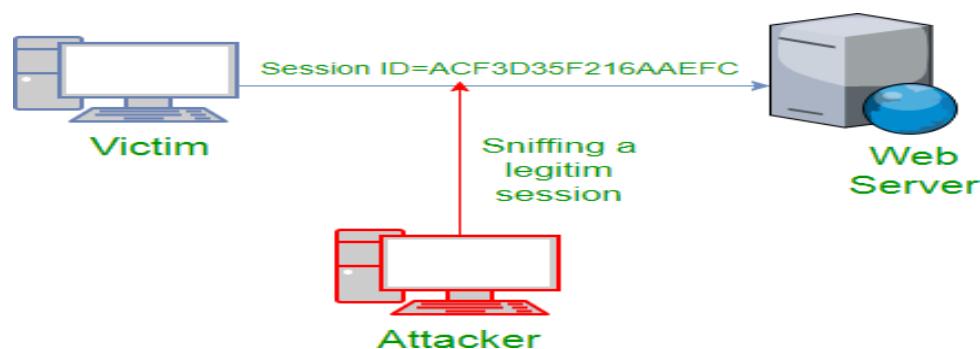 Session ID=ACF3D35F216AAEFC
Victim
Sniffing a
legitim
session
Web
Server
Attacker